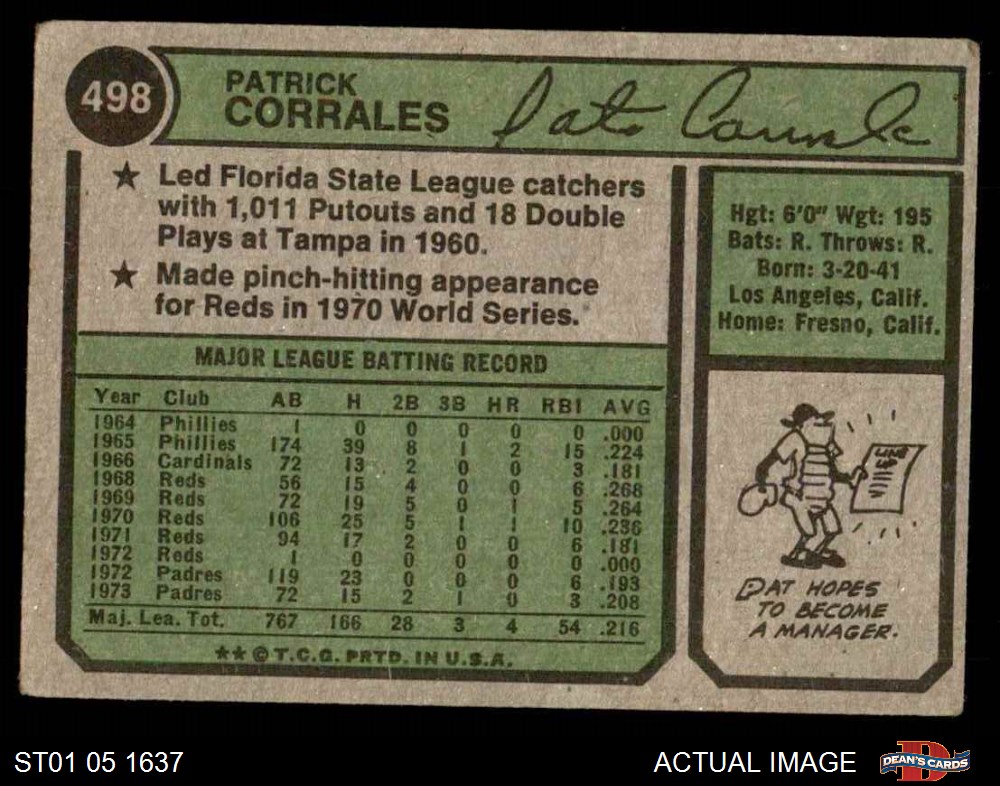 498
PATRICK
CORRALES
Pat Corrales
★ Led Florida State League catchers
with 1,011 Putouts and 18 Double
Plays at Tampa in 1960.
★ Made pinch-hitting appearance
for Reds in 1970 World Series.
Hgt: 6'0" Wgt: 195
Bats: R. Throws: R.
Born: 3-20-41
Los Angeles, Calif.
Home: Fresno, Calif.
MAJOR LEAGUE BATTING RECORD
Year Club AB H 2B 3B HR RBI AVG
1964 Phillies 1 0 0 0 0 0 .000
1965 Phillies 174 39 8 1 2 15 .224
1966 Cardinals 72 13 2 0 0 3 .181
1968 Reds 56 15 4 0 0 6 .268
1969 Reds 72 19 5 0 1 5 .264
1970 Reds 106 25 5 1 1 10 .236
1971 Reds 94 17 2 0 0 6 .181
1972 Reds 1 0 0 0 0 0 .000
1972 Padres 119 23 0 0 0 6 .193
1973 Padres 72 15 2 1 0 3 .208
Maj. Lea. Tot. 767 166 28 3 4 54 .216
★★ © T.C.G. PRTD. IN U.S.A.
LINE
UP
PAT HOPES
TO BECOME
A MANAGER.
ST01 05 1637
ACTUAL IMAGE
D
DEAN'S CARDS